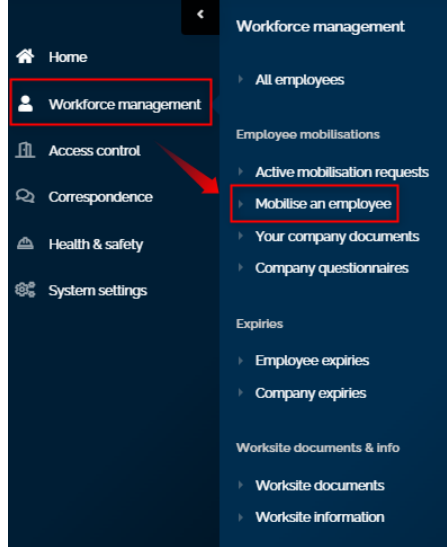 Home
Workforce management
Access control
Correspondence
Health & safety
System settings
Workforce management
All employees
Employee mobilisations
Active mobilisation requests
Mobilise an employee
Your company documents
Company questionnaires
Expiries
Employee expiries
Company expiries
Worksite documents & info
Worksite documents
Worksite information